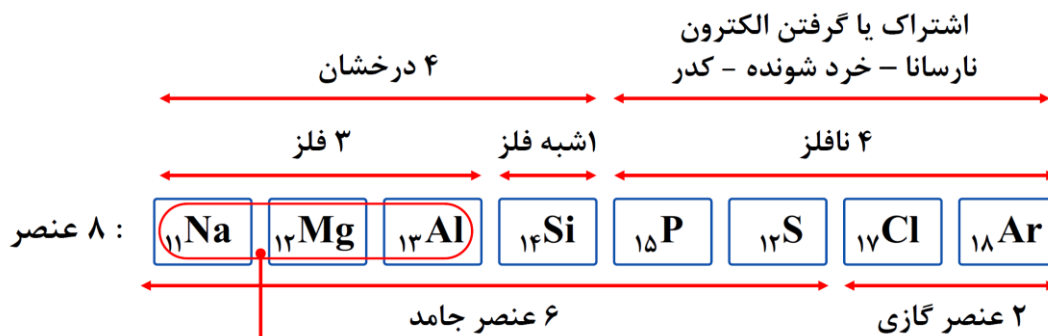 اشتراک یا گرفتن الکترون
نارسانا – خرد شونده - کدر
۴ درخشان
۴ نافلز
۱شبه فلز
۳ فلز
۸ عنصر :
۱۱Na ۱۲Mg ۱۳Al ۱۴Si ۱۵P ۱۲S ۱۷Cl ۱۸Ar
۶ عنصر جامد
۲ عنصر گازی